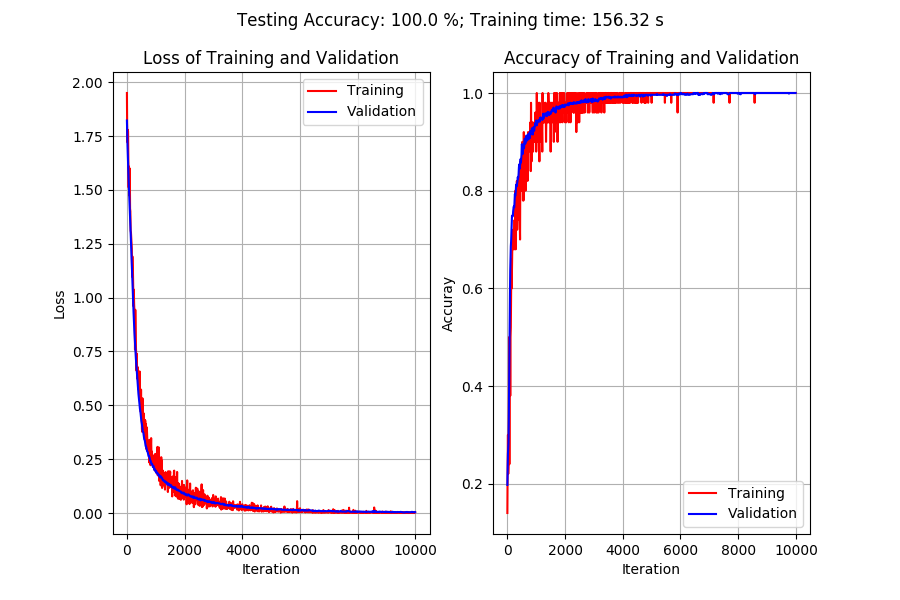 Testing Accuracy: 100.0 %; Training time: 156.32 s
Loss of Training and Validation
2.00
1.75
1.50
1.25
1.00
0.75
0.50
0.25
0.00
Loss
Training
Validation
0 2000 4000 6000 8000 10000
Iteration
Accuracy of Training and Validation
1.0
0.8
0.6
0.4
0.2
Accuray
Training
Validation
0 2000 4000 6000 8000 10000
Iteration